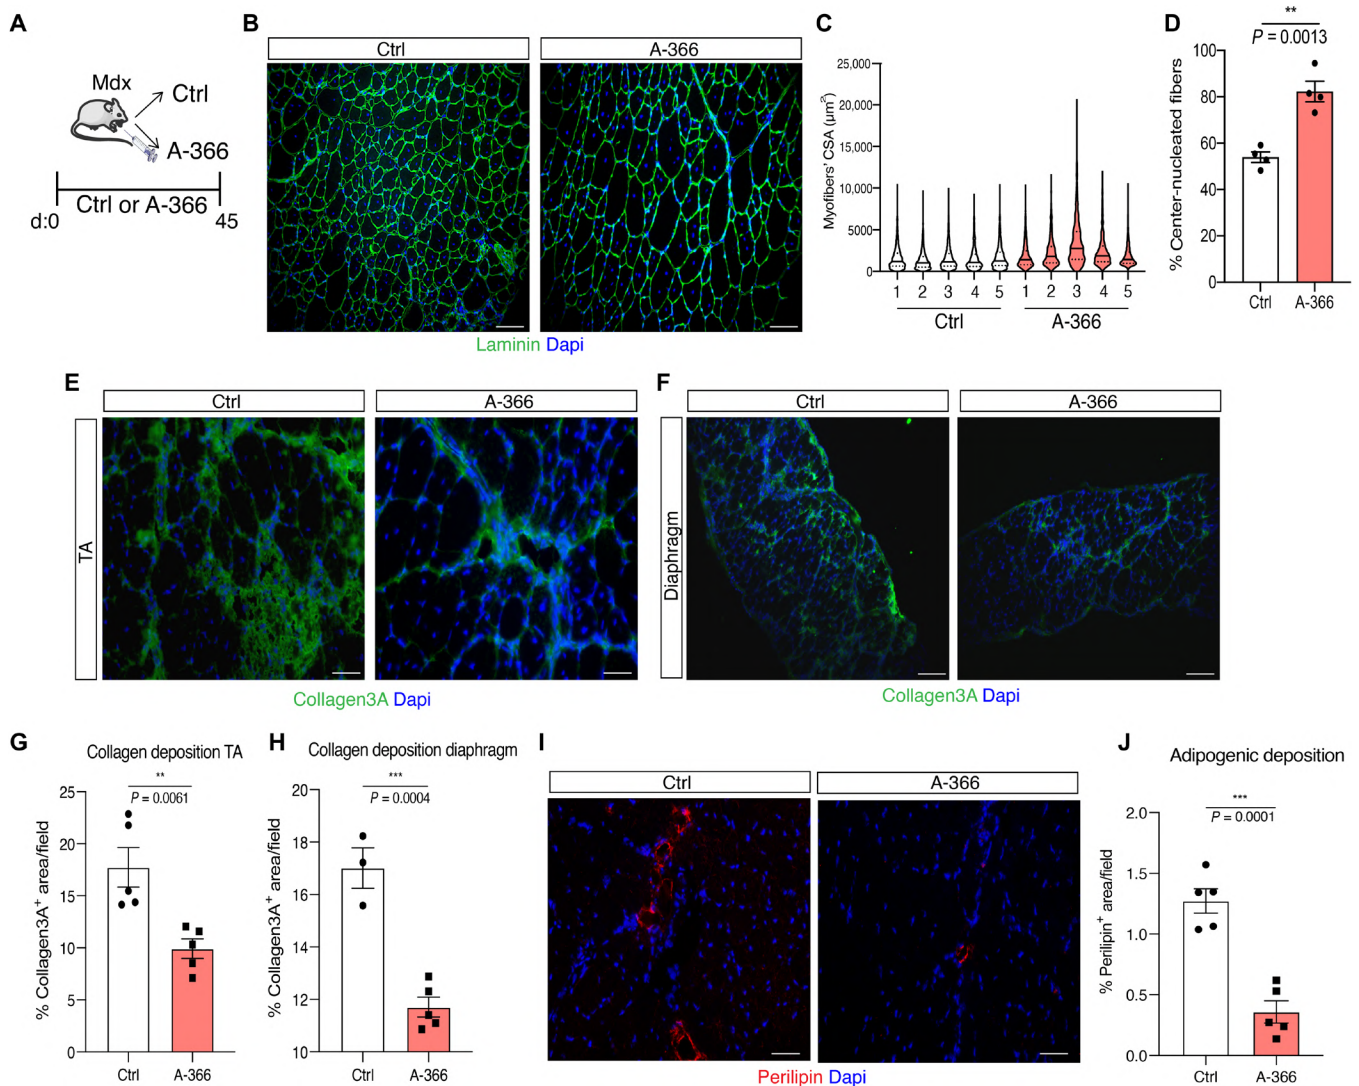 A
Mdx
Ctrl
A-366
Ctrl or A-366
d:0
45
B
Ctrl
A-366
Laminin Dapi
C
Myofibers' CSA (µm²)
25,000
20,000
15,000
10,000
5000
0
1 2 3 4 5 1 2 3 4 5
Ctrl
A-366
D
**
P = 0.0013
% Center-nucleated fibers
100
80
60
40
20
0
Ctrl
A-366
E
Ctrl
A-366
TA
Collagen3A Dapi
F
Ctrl
A-366
Diaphragm
Collagen3A Dapi
G
Collagen deposition TA
**
P = 0.0061
% Collagen3A⁺ area/field
25
20
15
10
5
0
Ctrl
A-366
H
Collagen deposition diaphragm
***
P = 0.0004
% Collagen3A⁺ area/field
20
18
16
14
12
10
Ctrl
A-366
I
Ctrl
A-366
Perilipin Dapi
J
Adipogenic deposition
***
P = 0.0001
% Perilipin⁺ area/field
2.0
1.5
1.0
0.5
0.0
Ctrl
A-366